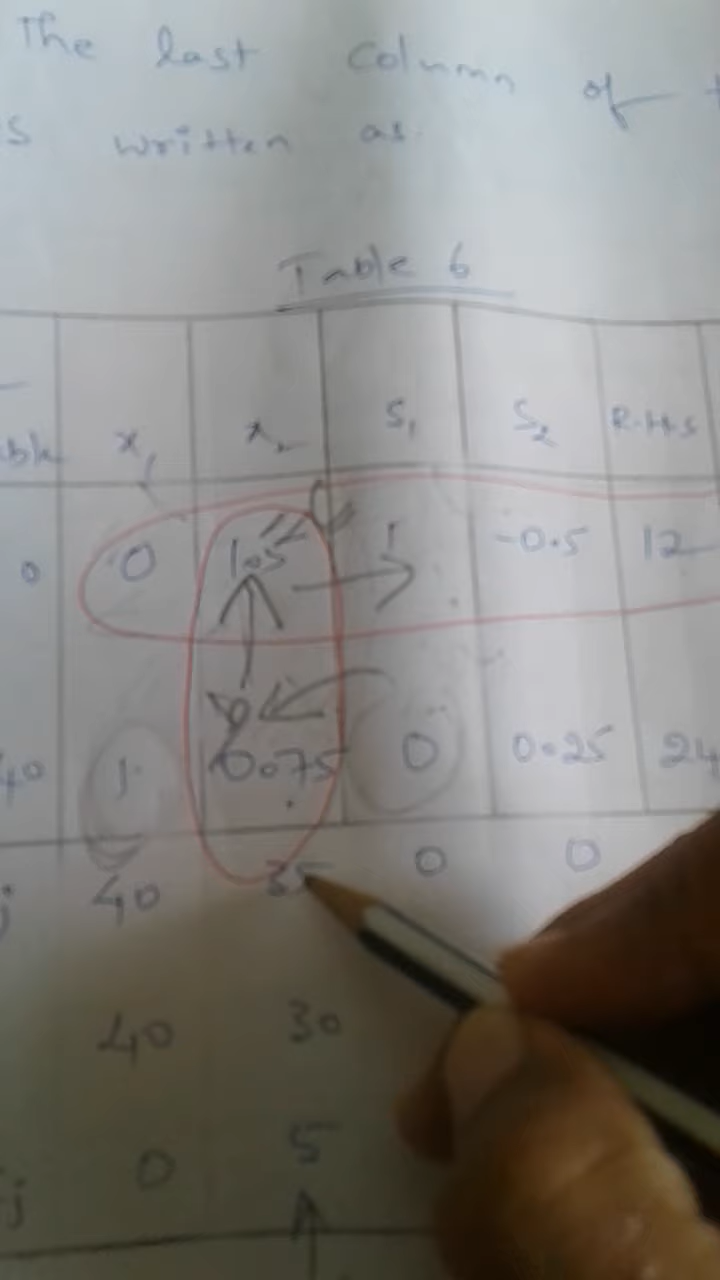 The last column of
s written as
Table 6
able x₁ x₂ S₁ S₂ R.H.S
0 0 1.5 1 -0.5 12
40 1 0.75 0 0.25 24
j 40 35 0 0
40 30
j 0 5